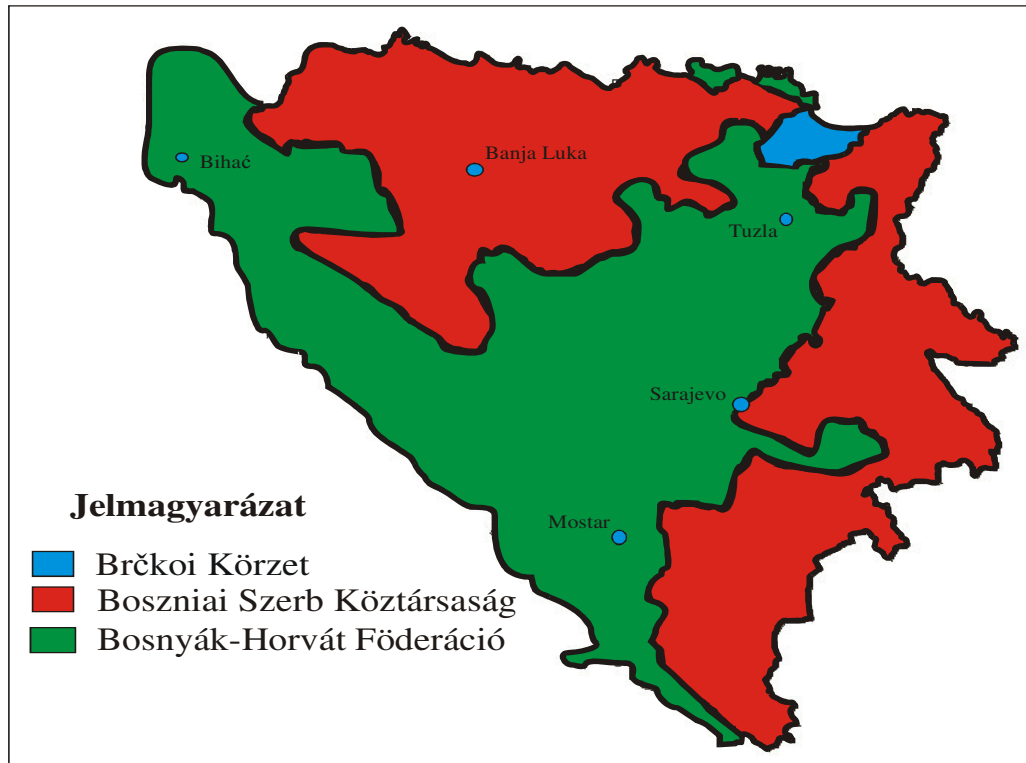 Bihać
Banja Luka
Tuzla
Sarajevo
Mostar
Jelmagyarázat
Brčkoi Körzet
Boszniai Szerb Köztársaság
Bosnyák-Horvát Föderáció